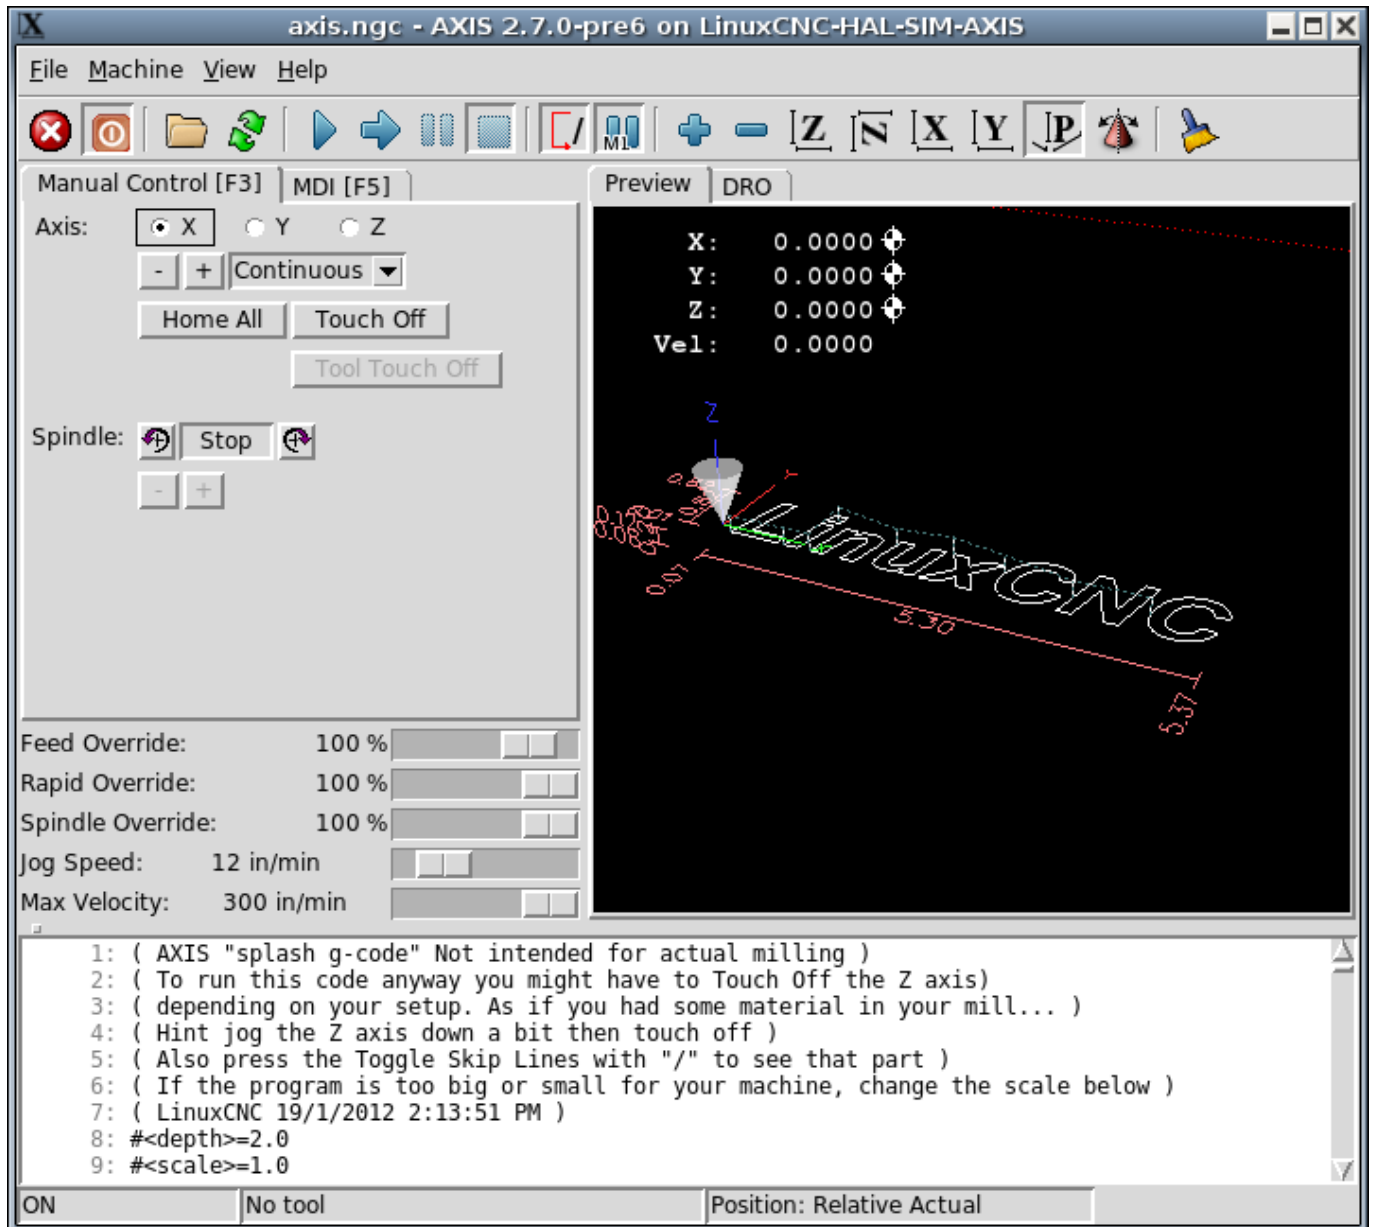 axis.ngc - AXIS 2.7.0-pre6 on LinuxCNC-HAL-SIM-AXIS
File Machine View Help
M1 Z N X Y P
Manual Control [F3] MDI [F5]
Preview DRO
Axis: X Y Z
- + Continuous
Home All Touch Off
Tool Touch Off
Spindle: Stop
- +
X: 0.0000
Y: 0.0000
Z: 0.0000
Vel: 0.0000
Z
Y
LinuxCNC
0.07
5.30
5.37
Feed Override: 100 %
Rapid Override: 100 %
Spindle Override: 100 %
Jog Speed: 12 in/min
Max Velocity: 300 in/min
1: ( AXIS "splash g-code" Not intended for actual milling )
2: ( To run this code anyway you might have to Touch Off the Z axis)
3: ( depending on your setup. As if you had some material in your mill... )
4: ( Hint jog the Z axis down a bit then touch off )
5: ( Also press the Toggle Skip Lines with "/" to see that part )
6: ( If the program is too big or small for your machine, change the scale below )
7: ( LinuxCNC 19/1/2012 2:13:51 PM )
8: #<depth>=2.0
9: #<scale>=1.0
ON No tool Position: Relative Actual